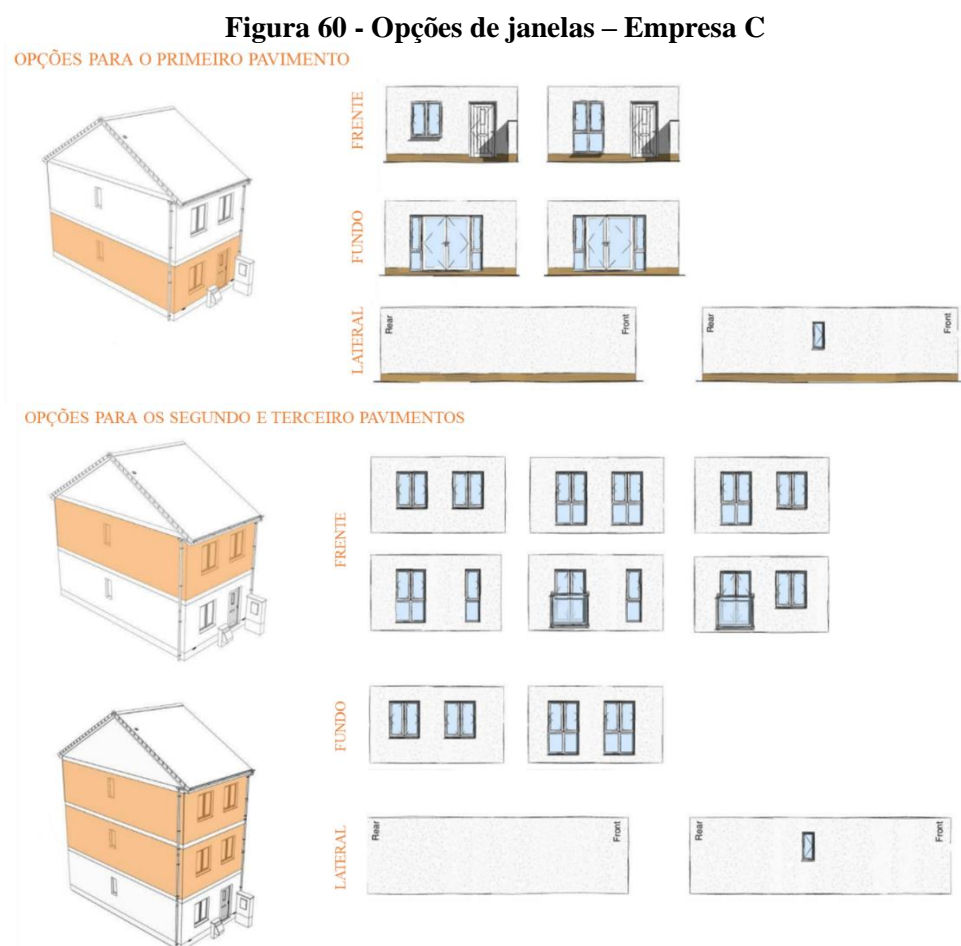 Figura 60 - Opções de janelas – Empresa C
OPÇÕES PARA O PRIMEIRO PAVIMENTO
FRENTE
FUNDO
LATERAL
Rear
Front
Rear
Front
OPÇÕES PARA OS SEGUNDO E TERCEIRO PAVIMENTOS
FRENTE
FUNDO
LATERAL
Rear
Front
Rear
Front